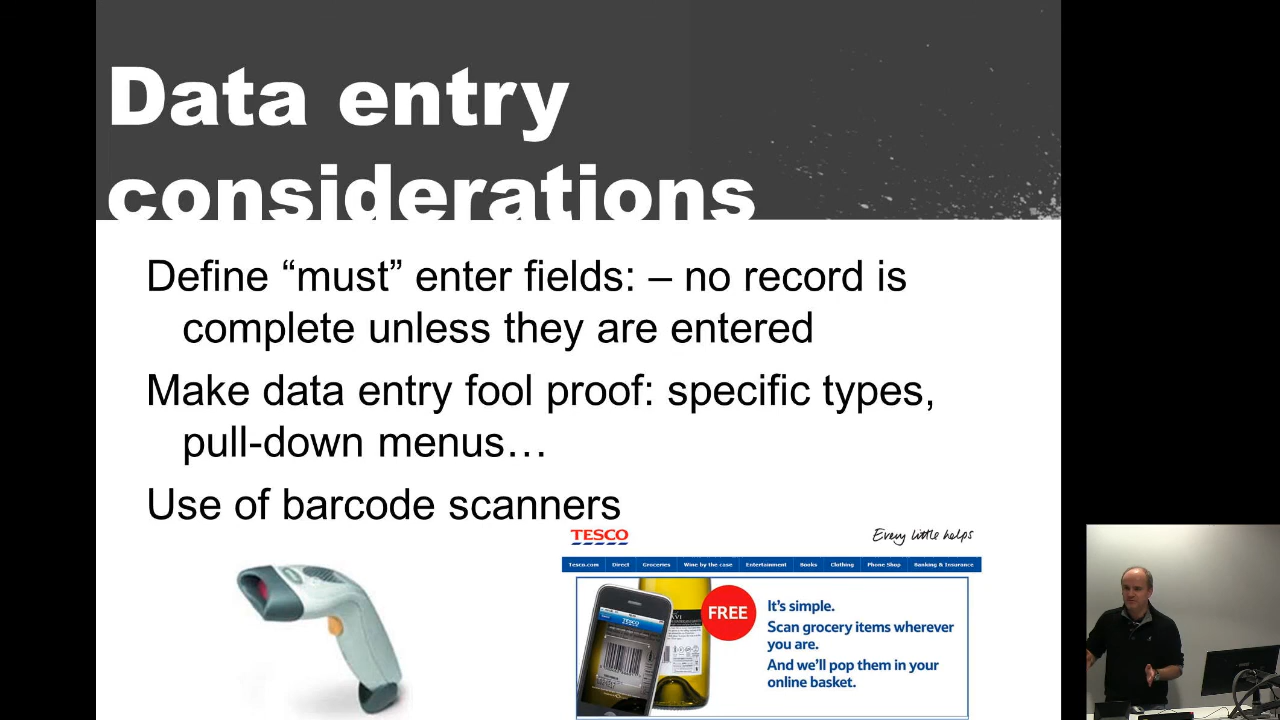 Data entry
considerations
Define “must” enter fields: – no record is
complete unless they are entered
Make data entry fool proof: specific types,
pull-down menus…
Use of barcode scanners
TESCO
Every little helps
Tesco.com Direct Groceries Wine by the case Entertainment Books Clothing Phone Shop Banking & Insurance
FREE
It's simple.
Scan grocery items wherever
you are.
And we'll pop them in your
online basket.
TESCO